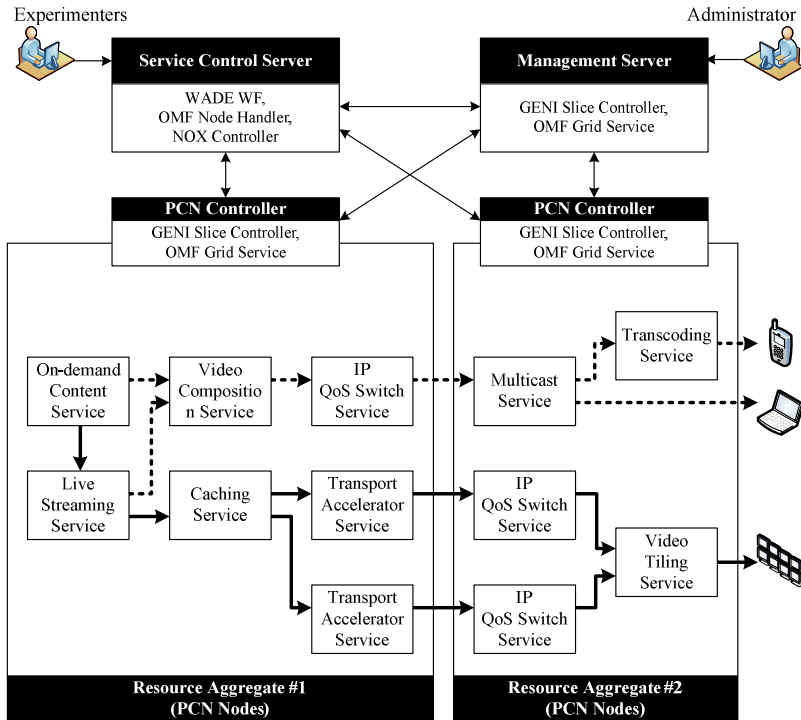 Experimenters
Administrator
Service Control Server
WADE WF,
OMF Node Handler,
NOX Controller
Management Server
GENI Slice Controller,
OMF Grid Service
PCN Controller
GENI Slice Controller,
OMF Grid Service
PCN Controller
GENI Slice Controller,
OMF Grid Service
On-demand
Content
Service
Video
Compositio
n Service
IP
QoS Switch
Service
Multicast
Service
Transcoding
Service
Live
Streaming
Service
Caching
Service
Transport
Accelerator
Service
IP
QoS Switch
Service
Video
Tiling
Service
Transport
Accelerator
Service
IP
QoS Switch
Service
Resource Aggregate #1
(PCN Nodes)
Resource Aggregate #2
(PCN Nodes)